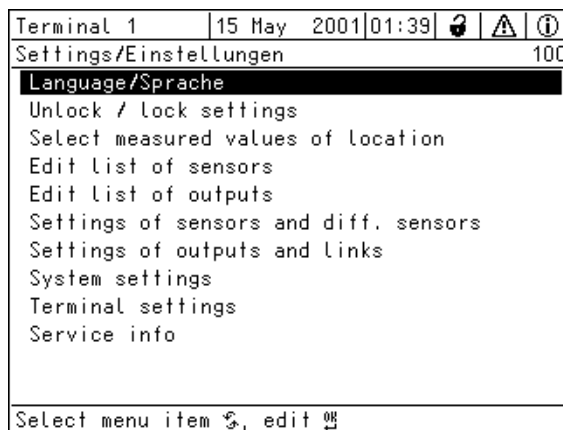 Terminal 1 15 May 2001 01:39
Settings/Einstellungen 100
Language/Sprache
Unlock / lock settings
Select measured values of location
Edit list of sensors
Edit list of outputs
Settings of sensors and diff. sensors
Settings of outputs and links
System settings
Terminal settings
Service info
Select menu item , edit OK